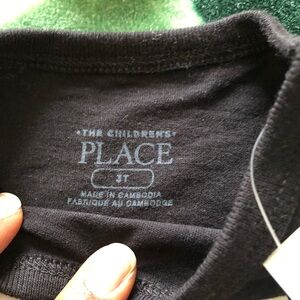 •THE CHILDREN'S•
PLACE
3T
MADE IN CAMBODIA
FABRIQUÉ AU CAMBODGE